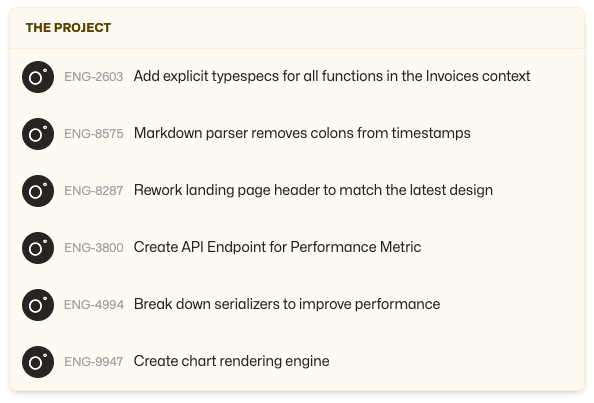 THE PROJECT
ENG-2603 Add explicit typespecs for all functions in the Invoices context
ENG-8575 Markdown parser removes colons from timestamps
ENG-8287 Rework landing page header to match the latest design
ENG-3800 Create API Endpoint for Performance Metric
ENG-4994 Break down serializers to improve performance
ENG-9947 Create chart rendering engine